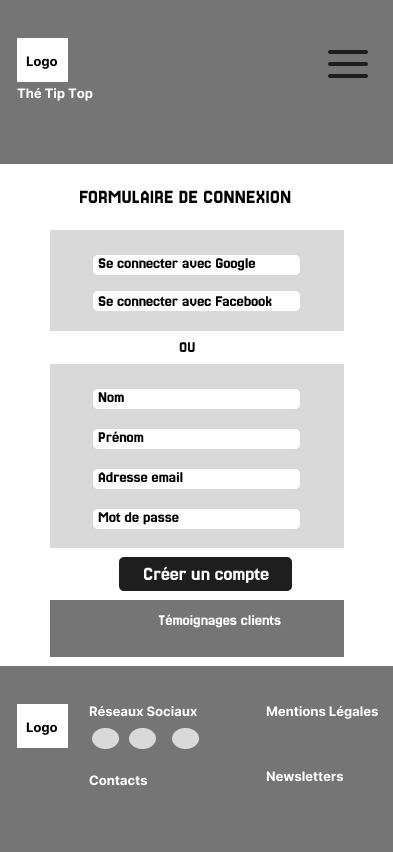 Logo
Thé Tip Top
FORMULAIRE DE CONNEXION
Se connecter avec Google
Se connecter avec Facebook
OU
Nom
Prénom
Adresse email
Mot de passe
Créer un compte
Témoignages clients
Logo
Réseaux Sociaux
Mentions Légales
Contacts
Newsletters